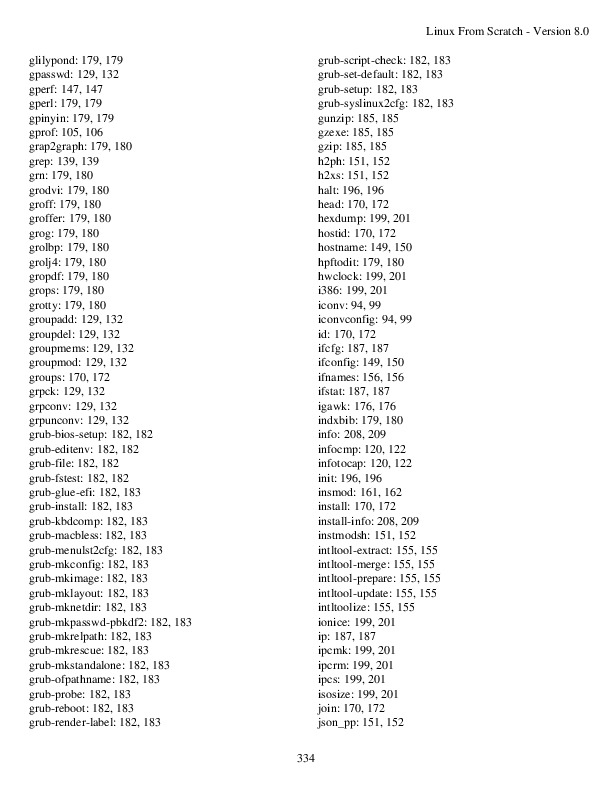 Linux From Scratch - Version 8.0
glilypond: 179, 179
gpasswd: 129, 132
gperf: 147, 147
gperl: 179, 179
gpinyin: 179, 179
gprof: 105, 106
grap2graph: 179, 180
grep: 139, 139
grn: 179, 180
grodvi: 179, 180
groff: 179, 180
groffer: 179, 180
grog: 179, 180
grolbp: 179, 180
grolj4: 179, 180
gropdf: 179, 180
grops: 179, 180
grotty: 179, 180
groupadd: 129, 132
groupdel: 129, 132
groupmems: 129, 132
groupmod: 129, 132
groups: 170, 172
grpck: 129, 132
grpconv: 129, 132
grpunconv: 129, 132
grub-bios-setup: 182, 182
grub-editenv: 182, 182
grub-file: 182, 182
grub-fstest: 182, 182
grub-glue-efi: 182, 183
grub-install: 182, 183
grub-kbdcomp: 182, 183
grub-macbless: 182, 183
grub-menulst2cfg: 182, 183
grub-mkconfig: 182, 183
grub-mkimage: 182, 183
grub-mklayout: 182, 183
grub-mknetdir: 182, 183
grub-mkpasswd-pbkdf2: 182, 183
grub-mkrelpath: 182, 183
grub-mkrescue: 182, 183
grub-mkstandalone: 182, 183
grub-ofpathname: 182, 183
grub-probe: 182, 183
grub-reboot: 182, 183
grub-render-label: 182, 183
grub-script-check: 182, 183
grub-set-default: 182, 183
grub-setup: 182, 183
grub-syslinux2cfg: 182, 183
gunzip: 185, 185
gzexe: 185, 185
gzip: 185, 185
h2ph: 151, 152
h2xs: 151, 152
halt: 196, 196
head: 170, 172
hexdump: 199, 201
hostid: 170, 172
hostname: 149, 150
hpftodit: 179, 180
hwclock: 199, 201
i386: 199, 201
iconv: 94, 99
iconvconfig: 94, 99
id: 170, 172
ifcfg: 187, 187
ifconfig: 149, 150
ifnames: 156, 156
ifstat: 187, 187
igawk: 176, 176
indxbib: 179, 180
info: 208, 209
infocmp: 120, 122
infotocap: 120, 122
init: 196, 196
insmod: 161, 162
install: 170, 172
install-info: 208, 209
instmodsh: 151, 152
intltool-extract: 155, 155
intltool-merge: 155, 155
intltool-prepare: 155, 155
intltool-update: 155, 155
intltoolize: 155, 155
ionice: 199, 201
ip: 187, 187
ipcmk: 199, 201
ipcrm: 199, 201
ipcs: 199, 201
isosize: 199, 201
join: 170, 172
json_pp: 151, 152
334